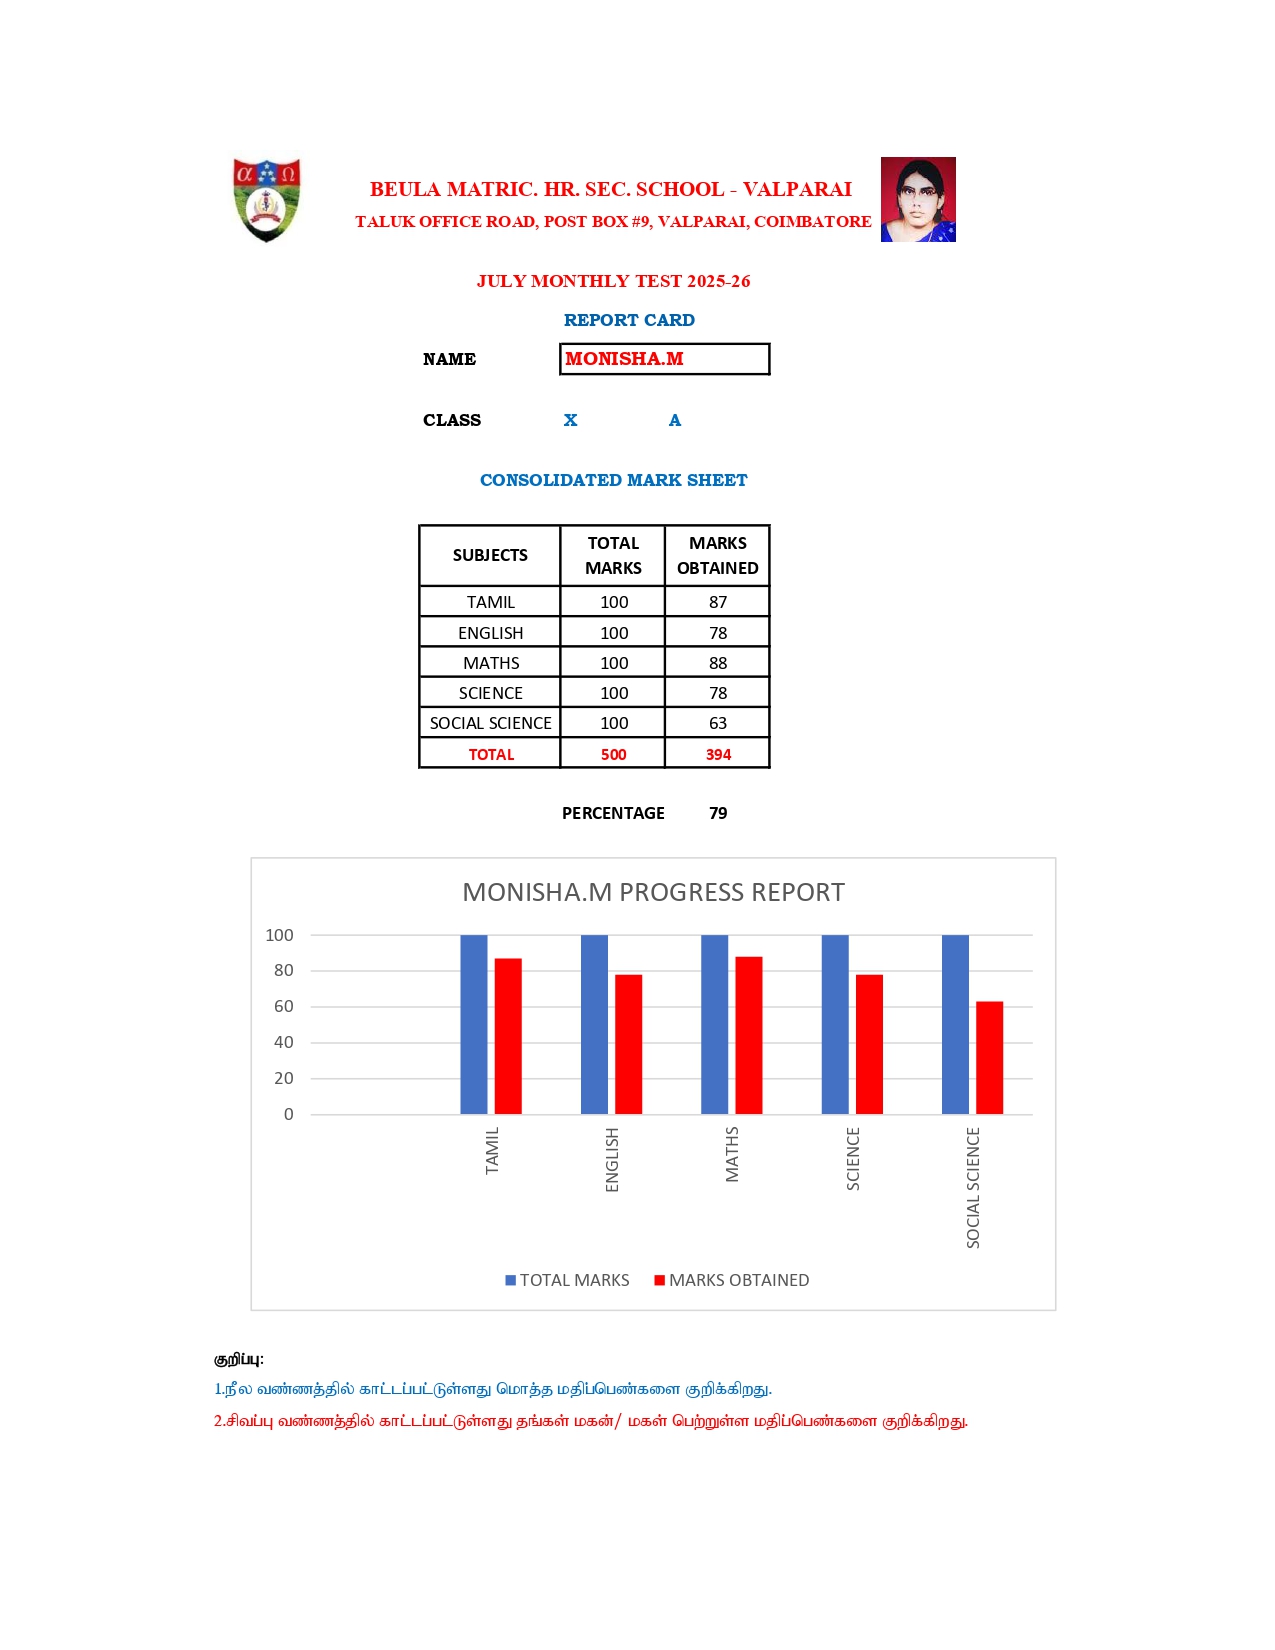 α Ω
BEULA MATRIC. HR. SEC. SCHOOL - VALPARAI
TALUK OFFICE ROAD, POST BOX #9, VALPARAI, COIMBATORE
JULY MONTHLY TEST 2025-26
REPORT CARD
NAME MONISHA.M
CLASS X A
CONSOLIDATED MARK SHEET
SUBJECTS TOTAL MARKS MARKS OBTAINED
TAMIL 100 87
ENGLISH 100 78
MATHS 100 88
SCIENCE 100 78
SOCIAL SCIENCE 100 63
TOTAL 500 394
PERCENTAGE 79
MONISHA.M PROGRESS REPORT
100
80
60
40
20
0
TAMIL ENGLISH MATHS SCIENCE SOCIAL SCIENCE
TOTAL MARKS MARKS OBTAINED
குறிப்பு:
1.நீல வண்ணத்தில் காட்டப்பட்டுள்ளது மொத்த மதிப்பெண்களை குறிக்கிறது.
2.சிவப்பு வண்ணத்தில் காட்டப்பட்டுள்ளது தங்கள் மகன்/ மகள் பெற்றுள்ள மதிப்பெண்களை குறிக்கிறது.